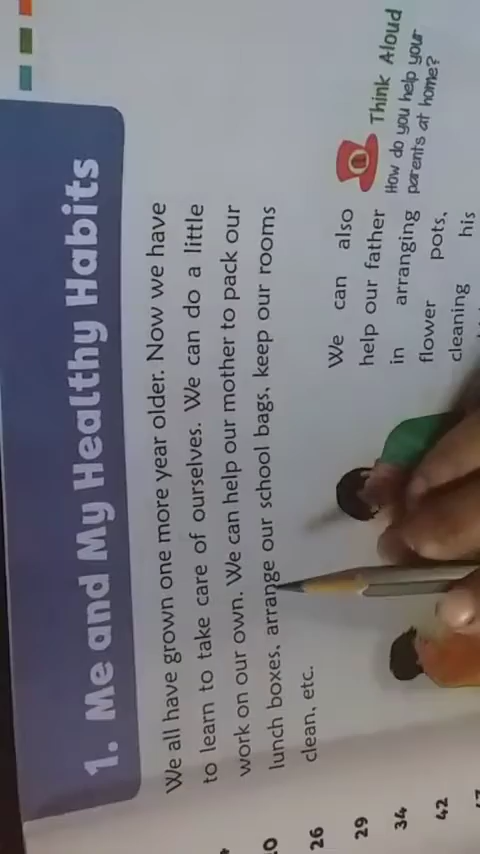 1. Me and My Healthy Habits
We all have grown one more year older. Now we have
to learn to take care of ourselves. We can do a little
work on our own. We can help our mother to pack our
lunch boxes, arrange our school bags, keep our rooms
clean, etc.
We can also
help our father
in arranging
flower pots,
cleaning his
Think Aloud
How do you help your
parents at home?
26
29
34
42